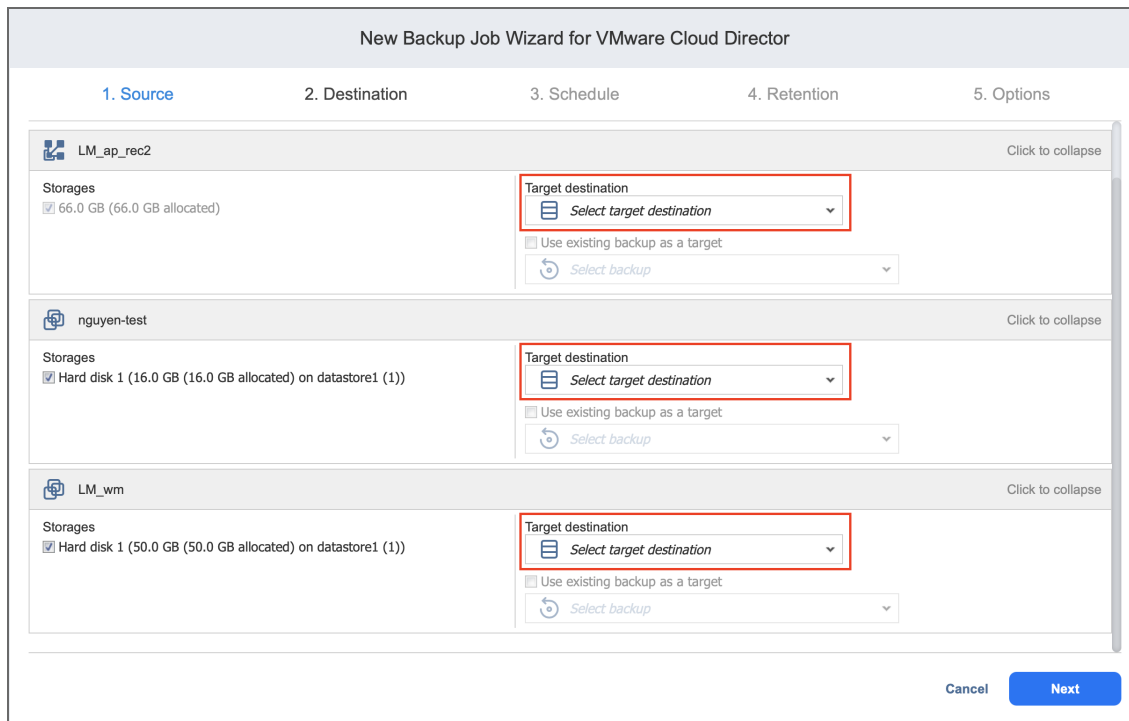 New Backup Job Wizard for VMware Cloud Director
1. Source 2. Destination 3. Schedule 4. Retention 5. Options
LM_ap_rec2 Click to collapse
Storages Target destination
66.0 GB (66.0 GB allocated) Select target destination
Use existing backup as a target
Select backup
nguyen-test Click to collapse
Storages Target destination
Hard disk 1 (16.0 GB (16.0 GB allocated) on datastore1 (1)) Select target destination
Use existing backup as a target
Select backup
LM_wm Click to collapse
Storages Target destination
Hard disk 1 (50.0 GB (50.0 GB allocated) on datastore1 (1)) Select target destination
Use existing backup as a target
Select backup
Cancel Next